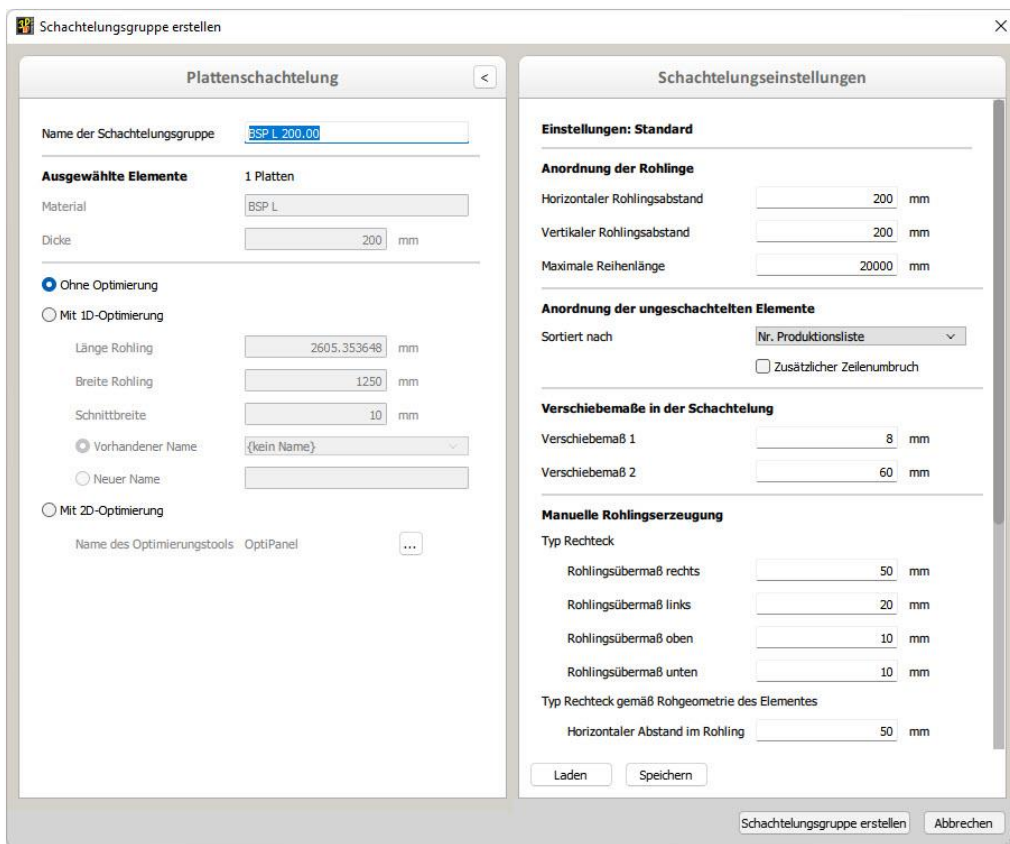 Schachtelungsgruppe erstellen
Plattenschachtelung
<
Name der Schachtelungsgruppe BSP L 200.00
Ausgewählte Elemente 1 Platten
Material BSP L
Dicke 200 mm
Ohne Optimierung
Mit 1D-Optimierung
Länge Rohling 2605.353648 mm
Breite Rohling 1250 mm
Schnittbreite 10 mm
Vorhandener Name {kein Name}
Neuer Name
Mit 2D-Optimierung
Name des Optimierungstools OptiPanel ...
Schachtelungseinstellungen
Einstellungen: Standard
Anordnung der Rohlinge
Horizontaler Rohlingsabstand 200 mm
Vertikaler Rohlingsabstand 200 mm
Maximale Reihenlänge 20000 mm
Anordnung der ungeschachtelten Elemente
Sortiert nach Nr. Produktionsliste
Zusätzlicher Zeilenumbruch
Verschiebemaße in der Schachtelung
Verschiebemaß 1 8 mm
Verschiebemaß 2 60 mm
Manuelle Rohlingserzeugung
Typ Rechteck
Rohlingsübermaß rechts 50 mm
Rohlingsübermaß links 20 mm
Rohlingsübermaß oben 10 mm
Rohlingsübermaß unten 10 mm
Typ Rechteck gemäß Rohgeometrie des Elementes
Horizontaler Abstand im Rohling 50 mm
Laden Speichern
Schachtelungsgruppe erstellen Abbrechen